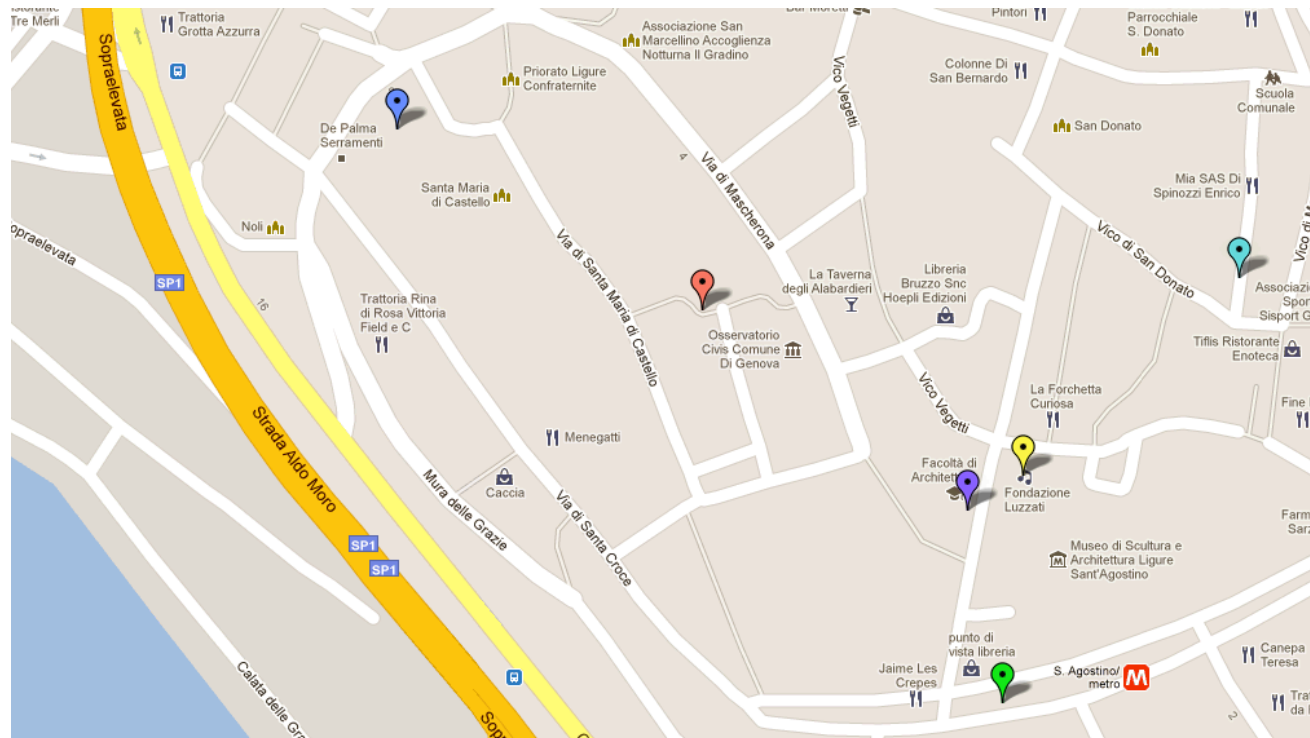 Tre Merli
Trattoria
Grotta Azzurra
Sopraelevata
Associazione San
Marcellino Accoglienza
Notturna Il Gradino
Priorato Ligure
Confraternite
Pintori
Parrocchiale
S. Donato
Colonne Di
San Bernardo
Scuola
Comunale
Vico Vegetti
San Donato
De Palma
Serramenti
4
Via di Mascherona
Santa Maria
di Castello
Mia SAS Di
Spinozzi Enrico
Noli
opraelevata
Via di Santa Maria di Castello
Vico di San Donato
SP1
16
Trattoria Rina
di Rosa Vittoria
Field e C
La Taverna
degli Alabardieri
Libreria
Bruzzo Snc
Hoepli Edizioni
Osservatorio
Civis Comune
Di Genova
Tiflis Ristorante
Enoteca
Vico Vegetti
La Forchetta
Curiosa
Fine
Strada Aldo Moro
Menegatti
Caccia
Mura delle Grazie
Via di Santa Croce
Facoltà di
Fondazione
Luzzati
SP1
SP1
Museo di Scultura e
Architettura Ligure
Sant'Agostino
punto di
vista libreria
Jaime Les
Crepes
S. Agostino/
metro
M
Canepa
Teresa
2
Calata delle Gra